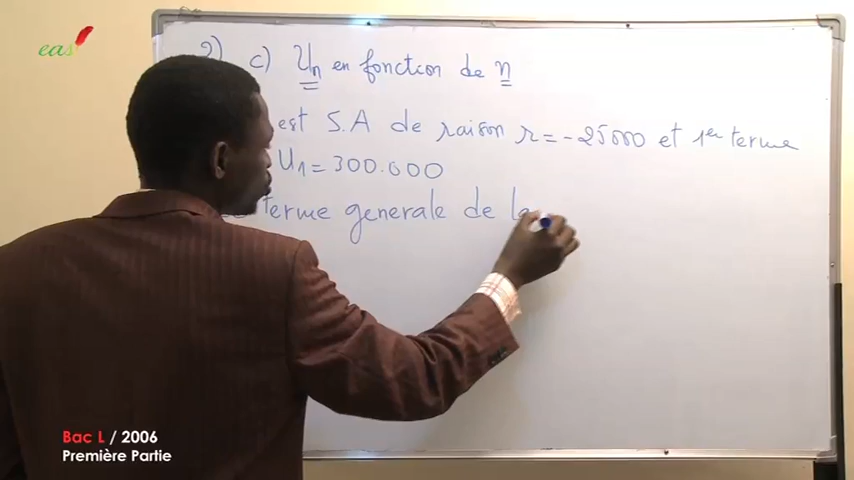 eas
2) c) Un en fonction de n
est S.A de raison r = -25000 et 1er terme
U1 = 300.000
terme generale de la
Bac L / 2006
Première Partie